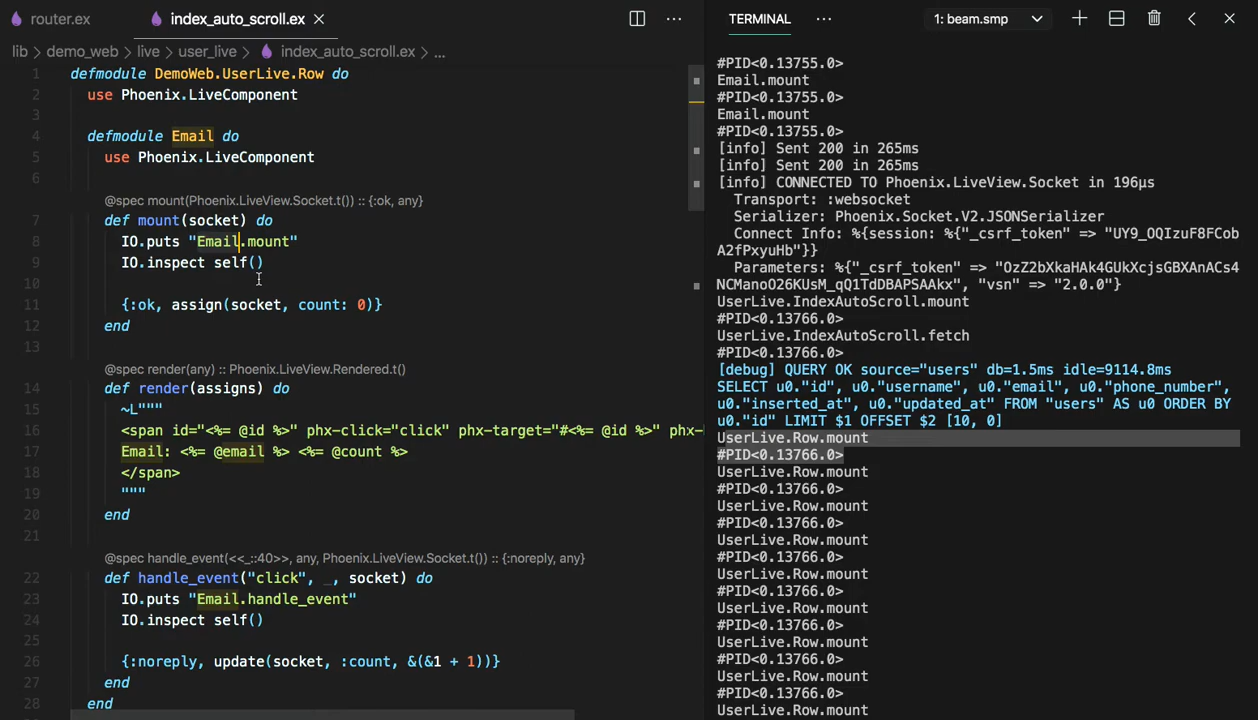 router.ex
index_auto_scroll.ex
lib > demo_web > live > user_live > index_auto_scroll.ex > ...
1 defmodule DemoWeb.UserLive.Row do
2 use Phoenix.LiveComponent
3
4 defmodule Email do
5 use Phoenix.LiveComponent
6
@spec mount(Phoenix.LiveView.Socket.t()) :: {:ok, any}
7 def mount(socket) do
8 IO.puts "Email.mount"
9 IO.inspect self()
10
11 {:ok, assign(socket, count: 0)}
12 end
13
@spec render(any) :: Phoenix.LiveView.Rendered.t()
14 def render(assigns) do
15 ~L"""
16 <span id="<%= @id %>" phx-click="click" phx-target="#<%= @id %>" phx-
17 Email: <%= @email %> <%= @count %>
18 </span>
19 """
20 end
21
@spec handle_event(<<_::40>>, any, Phoenix.LiveView.Socket.t()) :: {:noreply, any}
22 def handle_event("click", _, socket) do
23 IO.puts "Email.handle_event"
24 IO.inspect self()
25
26 {:noreply, update(socket, :count, &(&1 + 1))}
27 end
28 end
TERMINAL ... 1: beam.smp
#PID<0.13755.0>
Email.mount
#PID<0.13755.0>
Email.mount
#PID<0.13755.0>
[info] Sent 200 in 265ms
[info] Sent 200 in 265ms
[info] CONNECTED TO Phoenix.LiveView.Socket in 196µs
Transport: :websocket
Serializer: Phoenix.Socket.V2.JSONSerializer
Connect Info: %{session: %{"_csrf_token" => "UY9_OQIzuF8FCob
A2fPxyuHb"}}
Parameters: %{"_csrf_token" => "OzZ2bXkaHAk4GUkXcjsGBXAnACs4
NCManoO26KUsM_qQ1TdDBAPSAAkx", "vsn" => "2.0.0"}
UserLive.IndexAutoScroll.mount
#PID<0.13766.0>
UserLive.IndexAutoScroll.fetch
#PID<0.13766.0>
[debug] QUERY OK source="users" db=1.5ms idle=9114.8ms
SELECT u0."id", u0."username", u0."email", u0."phone_number",
u0."inserted_at", u0."updated_at" FROM "users" AS u0 ORDER BY
u0."id" LIMIT $1 OFFSET $2 [10, 0]
UserLive.Row.mount
#PID<0.13766.0>
UserLive.Row.mount
#PID<0.13766.0>
UserLive.Row.mount
#PID<0.13766.0>
UserLive.Row.mount
#PID<0.13766.0>
UserLive.Row.mount
#PID<0.13766.0>
UserLive.Row.mount
#PID<0.13766.0>
UserLive.Row.mount
#PID<0.13766.0>
UserLive.Row.mount
#PID<0.13766.0>
UserLive.Row.mount